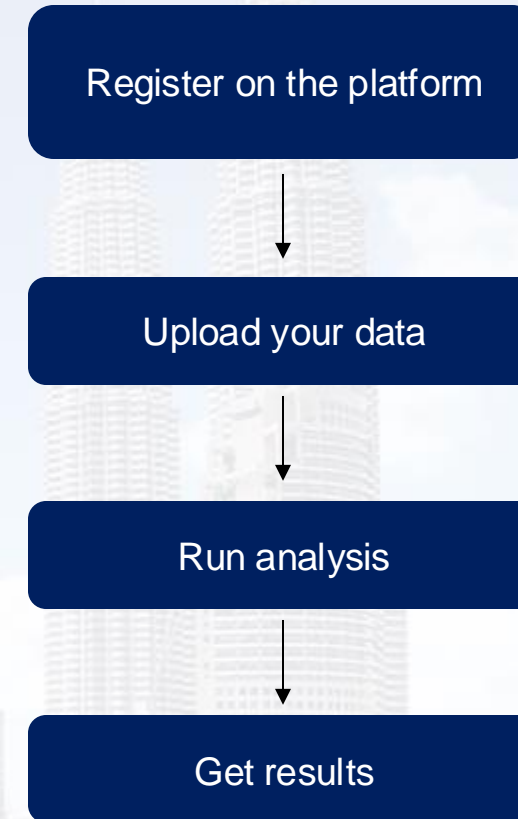 Register on the platform
Upload your data
Run analysis
Get results